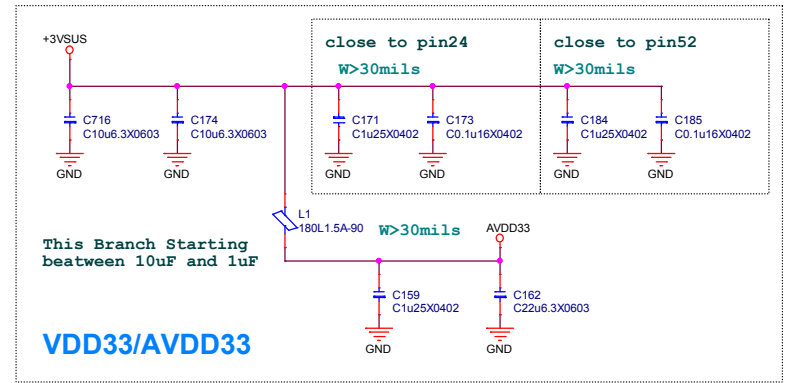 +3VSUS
close to pin24
close to pin52
W>30mils
W>30mils
C716
C10u6.3X0603
C174
C10u6.3X0603
C171
C1u25X0402
C173
C0.1u16X0402
C184
C1u25X0402
C185
C0.1u16X0402
GND
GND
GND
GND
GND
GND
L1
180L1.5A-90
W>30mils
AVDD33
This Branch Starting
beatween 10uF and 1uF
C159
C1u25X0402
C162
C22u6.3X0603
VDD33/AVDD33
GND
GND